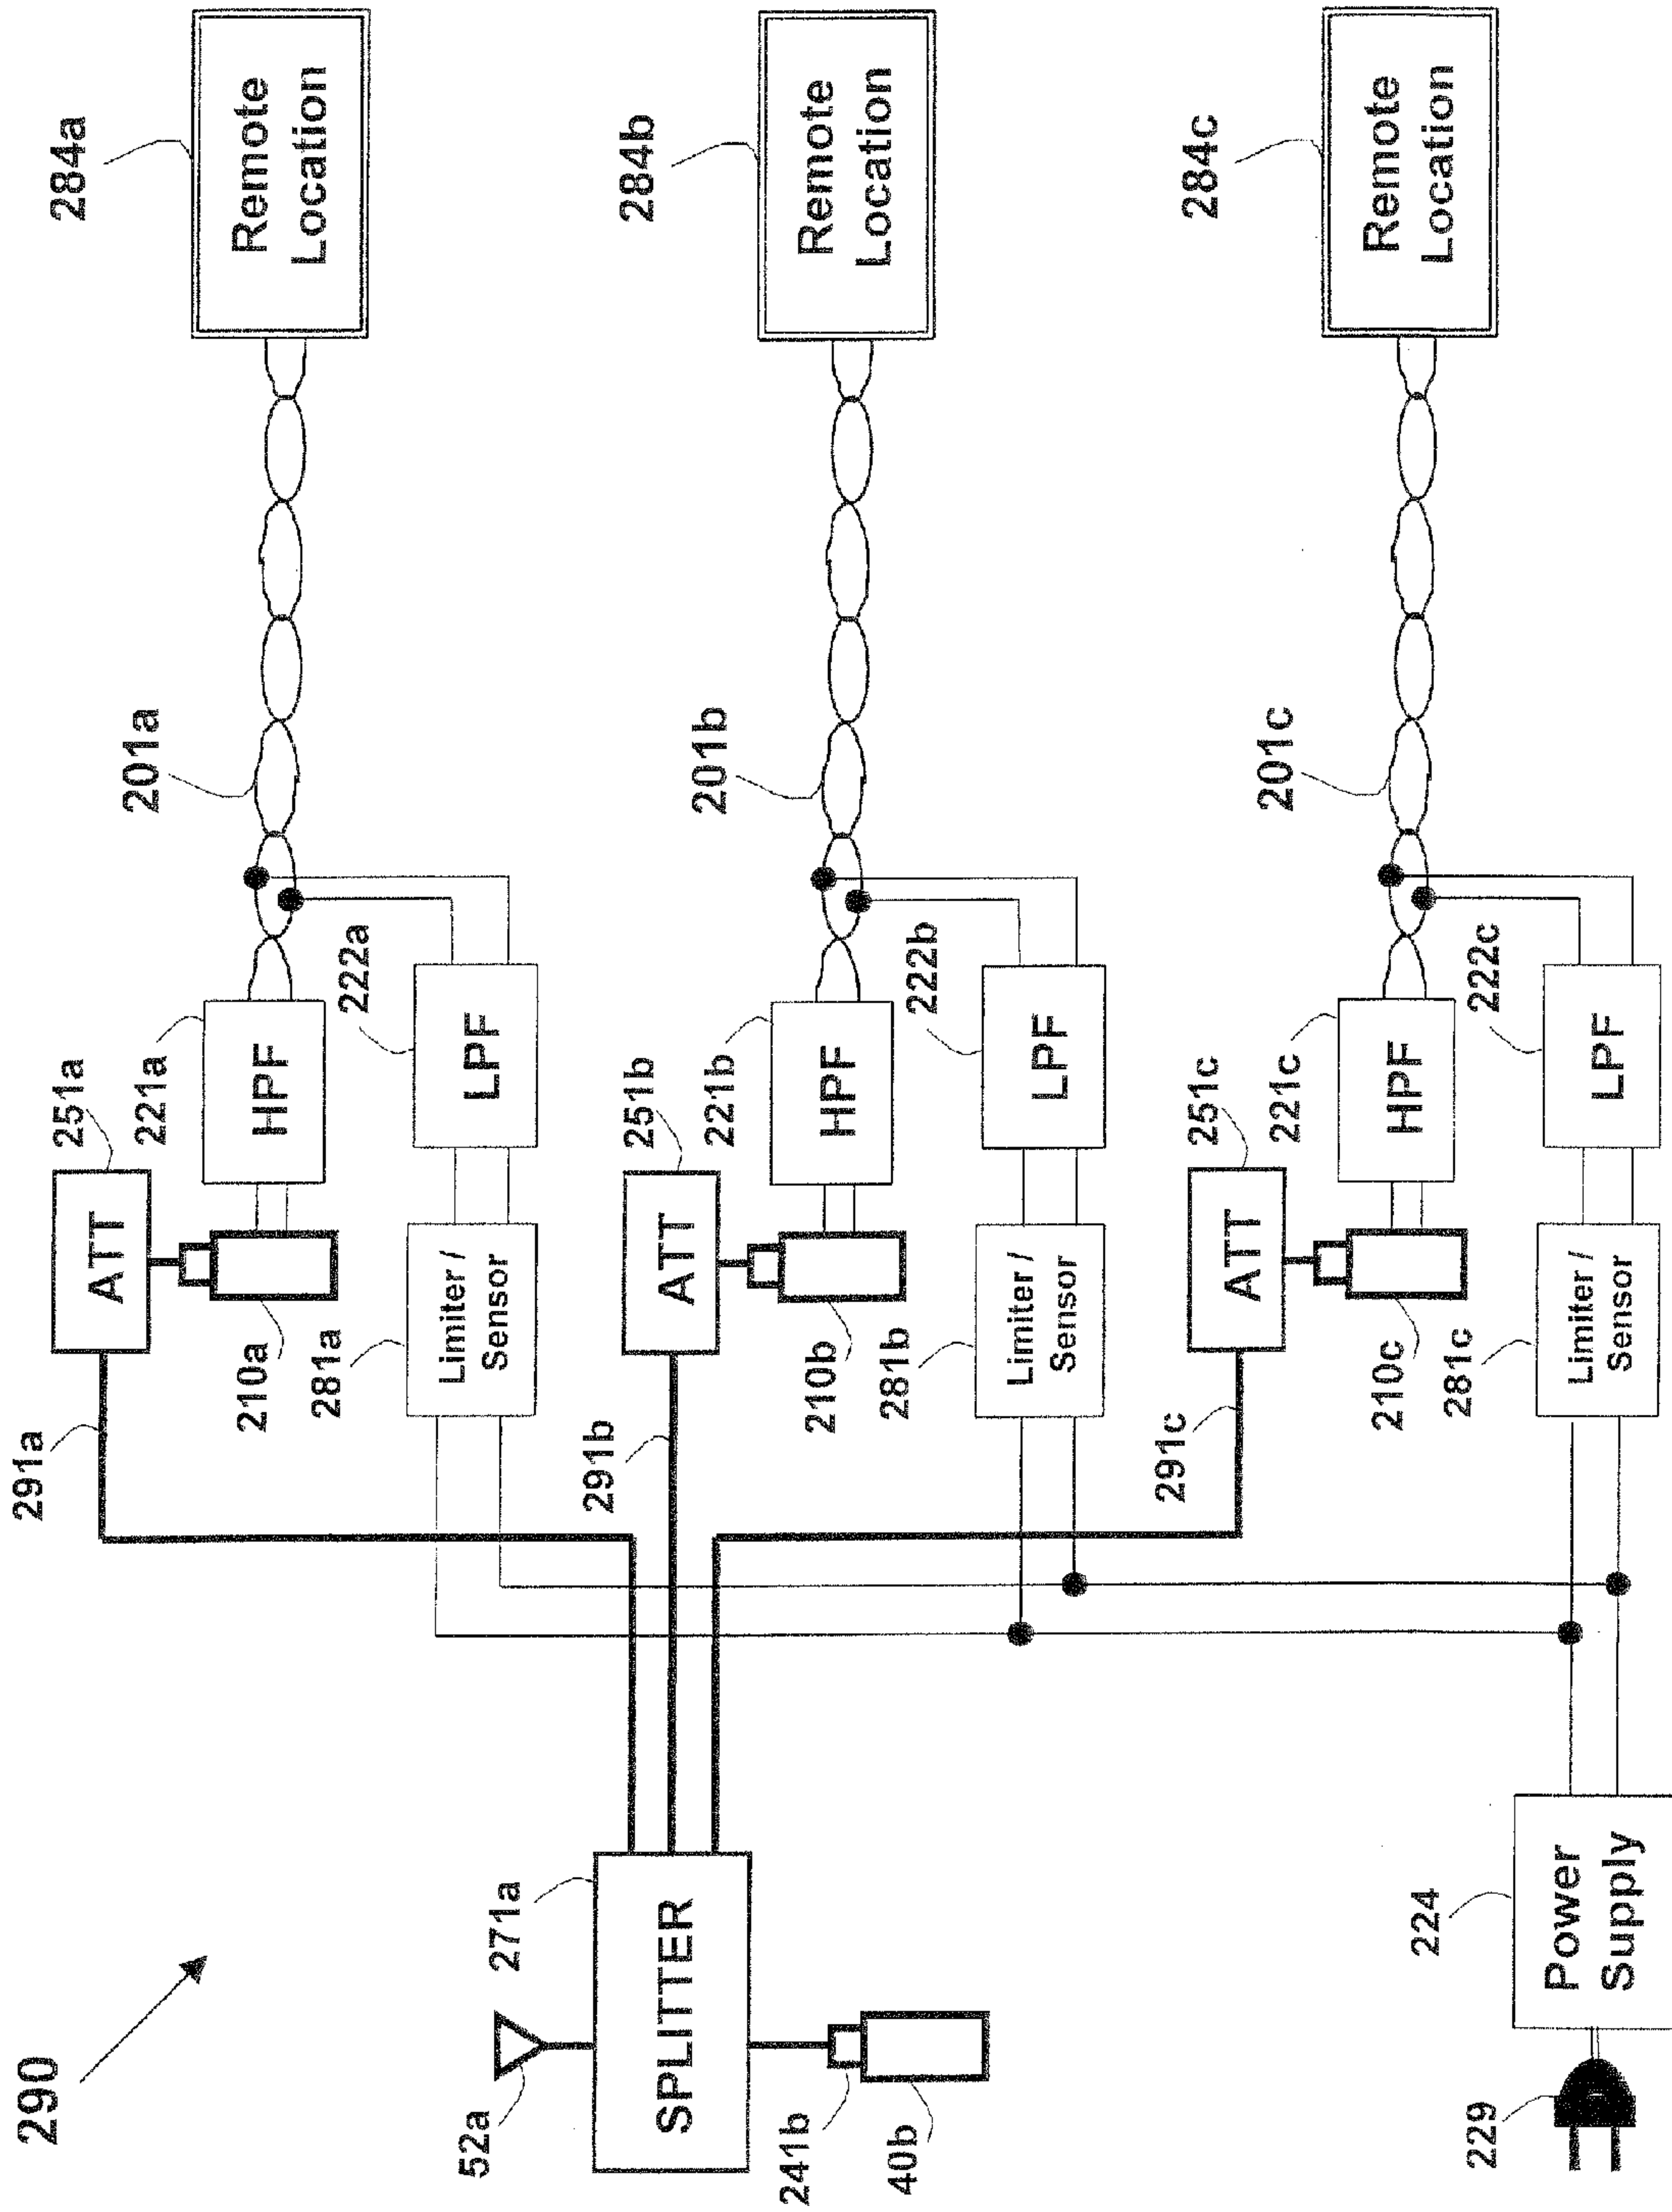 290
52a
271a
SPLITTER
241b
40b
229
224
Power
Supply
291a
251a
ATT
210a
221a
HPF
281a
Limiter /
Sensor
222a
LPF
201a
284a
Remote
Location
291b
251b
ATT
210b
221b
HPF
281b
Limiter /
Sensor
222b
LPF
201b
284b
Remote
Location
291c
251c
ATT
210c
221c
HPF
281c
Limiter /
Sensor
222c
LPF
201c
284c
Remote
Location